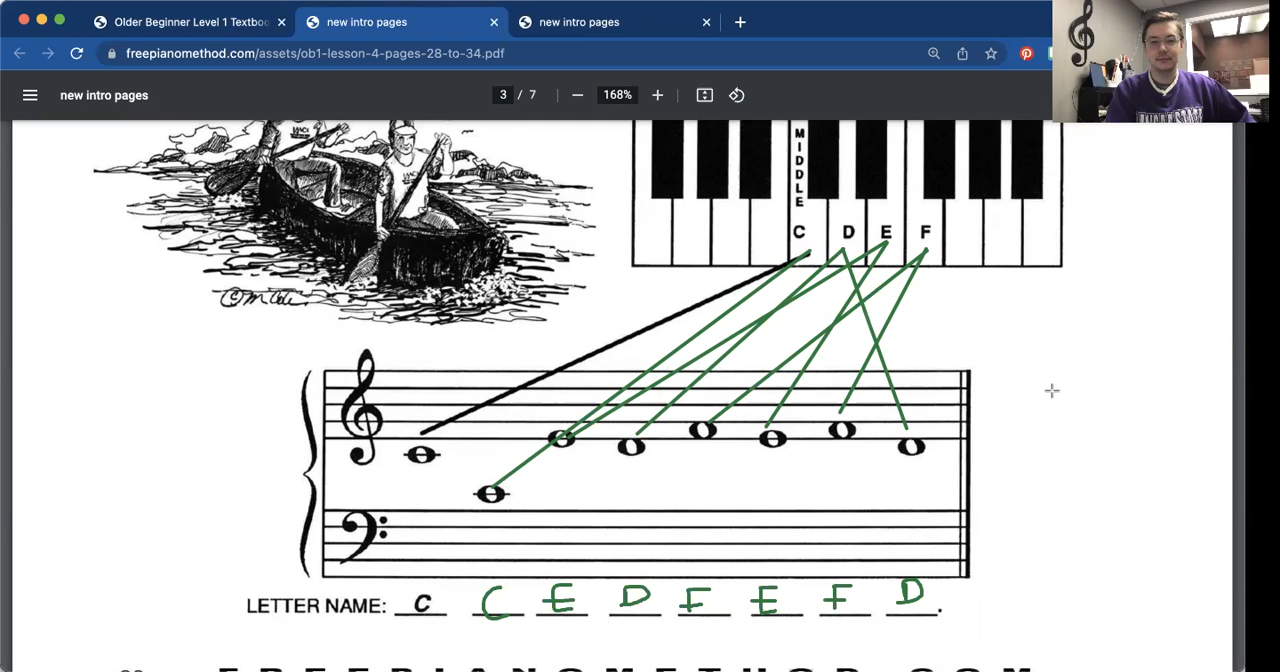 Older Beginner Level 1 Textboo
new intro pages
new intro pages
freepianomethod.com/assets/ob1-lesson-4-pages-28-to-34.pdf
new intro pages
3 / 7
168%
MIDDLE
C D E F
LETTER NAME: C C E D F E F D .